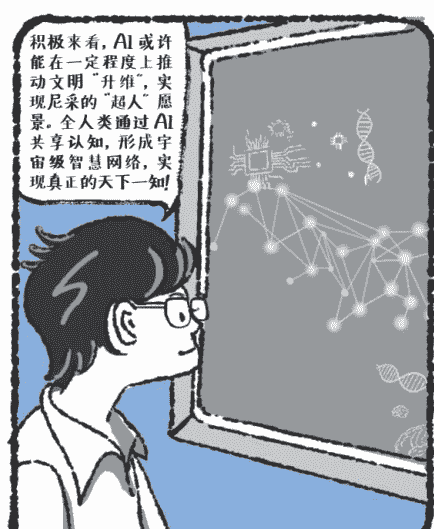 积极来看，AI或许
能在一定程度上推
动文明“升维”，实
现尼采的“超人”愿
景。全人类通过AI
共享认知，形成宇
宙级智慧网络，实
现真正的天下一知！